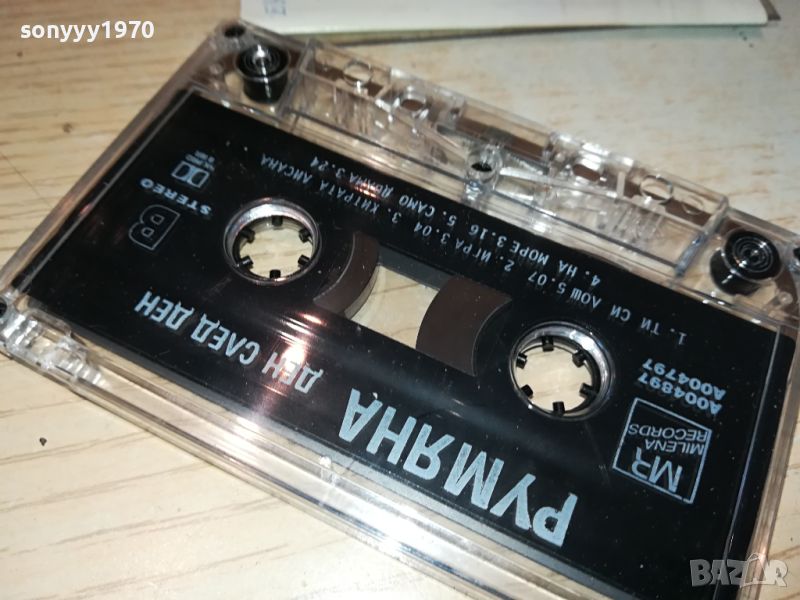 sonyyy1970
РУМЯНА
ДЕН СЛЕД ДЕН
MR
MILENA
RECORDS
A004897
A004797
1. ТИ СИ ЛОШ 5.07 2. ИГРА 3.04 3. ХИТРАТА ЛИСАНА
4. НА МОРЕ 3.16 5. САМО ДВАМА 3.24
B
STEREO
BAZAR